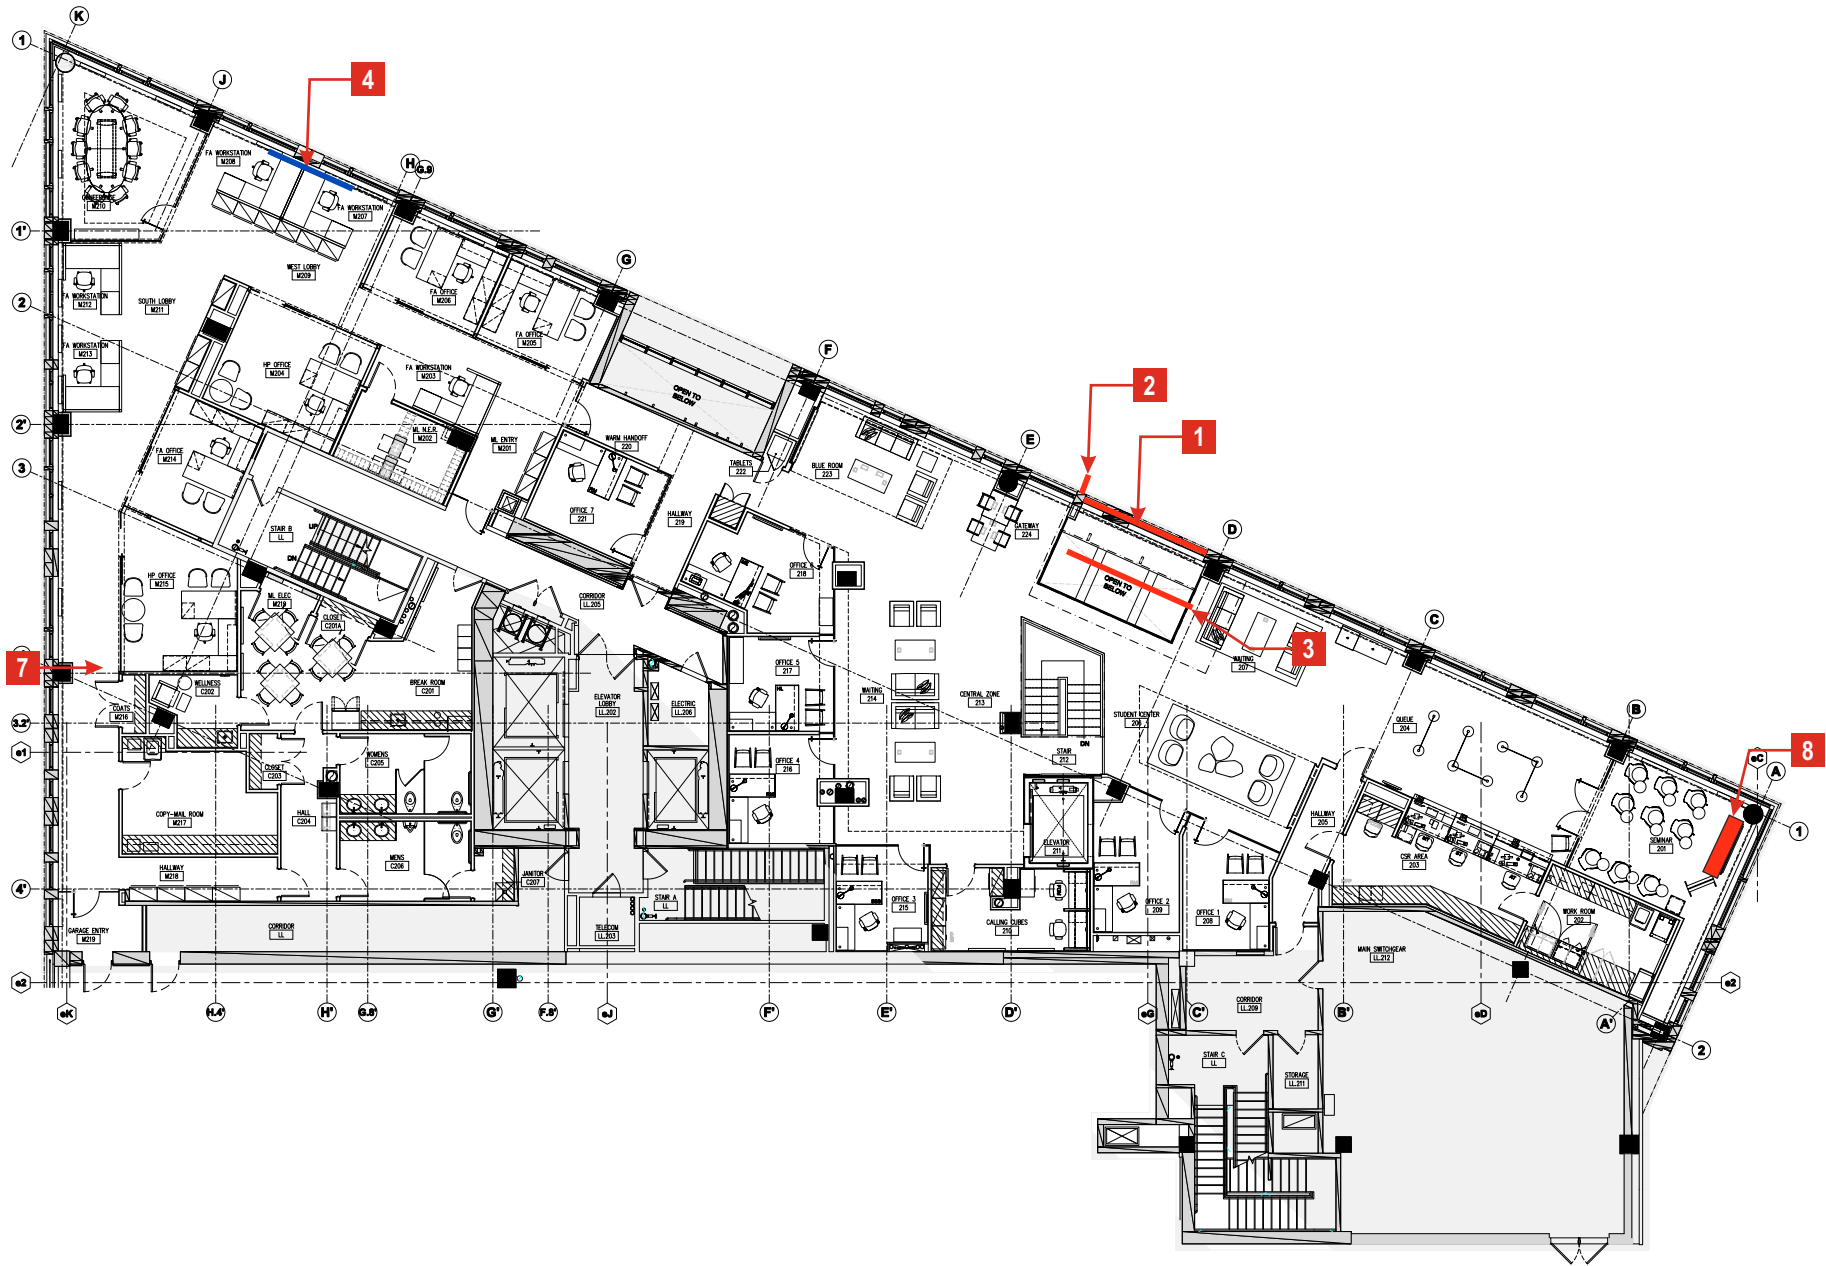 K
1
J
4
FA WORKSTATION
M208
H
G.9
CONFERENCE
M210
FA WORKSTATION
M207
1'
G
WEST LOBBY
M209
FA WORKSTATION
M212
SOUTH LOBBY
M211
FA OFFICE
M206
2
FA OFFICE
M205
FA WORKSTATION
M213
HP OFFICE
M204
FA WORKSTATION
M203
F
OPEN TO
BELOW
2
2'
ML N.E.R.
M202
ML ENTRY
M201
WARM HANDOFF
220
1
E
FA OFFICE
M214
TABLETS
222
BLUE ROOM
223
3
OFFICE 7
221
HALLWAY
219
GATEWAY
224
D
STAIR B
LL
UP
DN
OFFICE 6
218
OPEN TO
BELOW
HP OFFICE
M215
ML ELEC
M219
CLOSET
C201A
CORRIDOR
LL.205
C
3
7
OFFICE 5
217
WAITING
207
WELLNESS
C202
BREAK ROOM
C201
ELEVATOR
LOBBY
LL.202
ELECTRIC
LL.206
WAITING
214
CENTRAL ZONE
213
COATS
M216
STUDENT CENTER
206
QUEUE
204
B
3.2'
DN
e1
CLOSET
C203
WOMENS
C205
OFFICE 4
216
STAIR
212
8
eC
A
COPY-MAIL ROOM
M217
HALL
C204
HALLWAY
205
1
ELEVATOR
211
SEMINAR
201
MENS
C206
CSR AREA
203
HALLWAY
M218
JANITOR
C207
4'
STAIR A
LL
OFFICE 3
215
CALLING CUBES
210
OFFICE 2
209
OFFICE 1
208
WORK ROOM
202
GARAGE ENTRY
M219
CORRIDOR
LL
TELECOM
LL.203
MAIN SWITCHGEAR
LL.212
e2
e2
eK
H.4'
H'
G.8'
G'
F.8'
eJ
F'
E'
D'
eG
C'
CORRIDOR
LL.209
B'
eD
A'
2
STAIR C
LL
STORAGE
LL.211